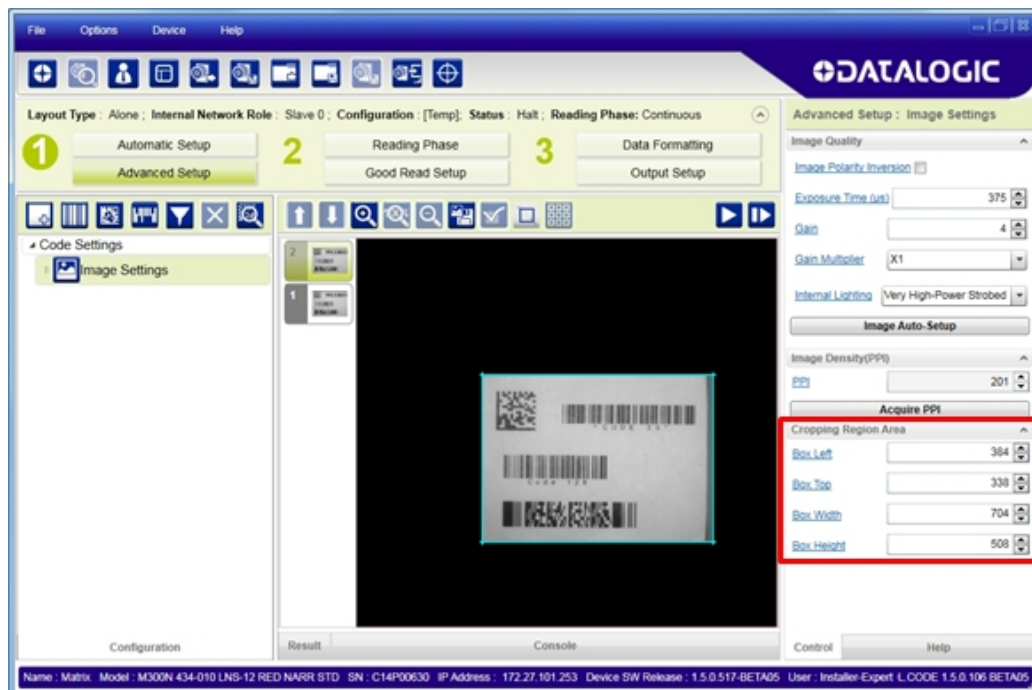 File Options Device Help
DATALOGIC
Layout Type : Alone ; Internal Network Role : Slave 0 ; Configuration : [Temp]; Status : Halt ; Reading Phase: Continuous
1 Automatic Setup
Advanced Setup
2 Reading Phase
Good Read Setup
3 Data Formatting
Output Setup
Code Settings
Image Settings
Configuration
2
1
"CODE 39"
Code 128
Result Console
Advanced Setup : Image Settings
Image Quality
Image Polarity Inversion
Exposure Time (us) 375
Gain 4
Gain Multiplier X1
Internal Lighting Very High-Power Strobed
Image Auto-Setup
Image Density(PPI)
PPI 201
Acquire PPI
Cropping Region Area
Box Left 384
Box Top 338
Box Width 704
Box Height 508
Control Help
Name : Matrix Model : M300N 434-010 LNS-12 RED NARR STD SN : C14P00630 IP Address : 172.27.101.253 Device SW Release : 1.5.0.517-BETA05 User : Installer-Expert L.CODE 1.5.0.106 BETA05